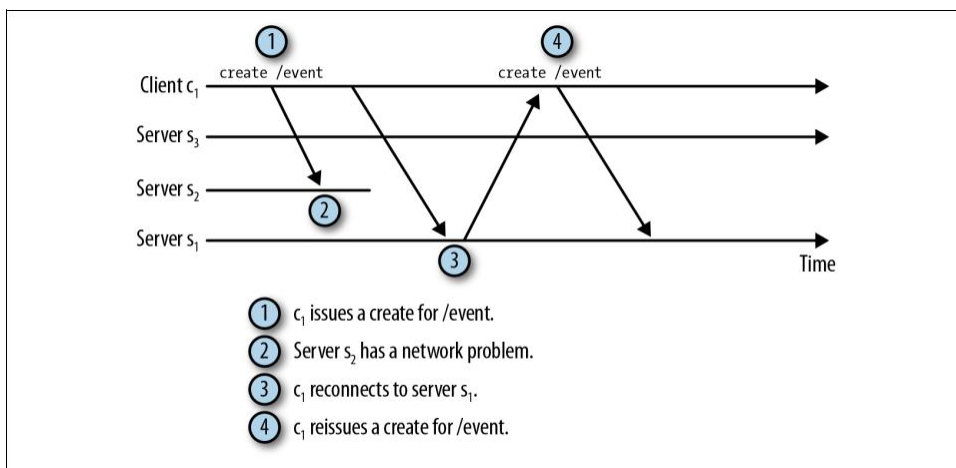 1
4
create /event
create /event
Client c₁
Server s₃
Server s₂
2
Server s₁
3
Time
1 c₁ issues a create for /event.
2 Server s₂ has a network problem.
3 c₁ reconnects to server s₁.
4 c₁ reissues a create for /event.